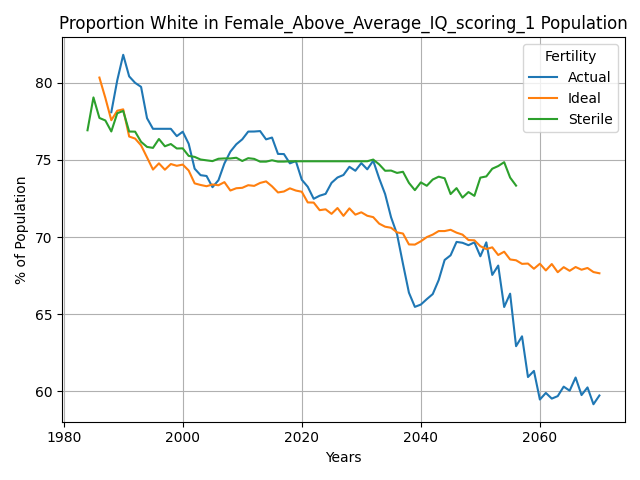 Proportion White in Female_Above_Average_IQ_scoring_1 Population
Fertility
Actual
Ideal
Sterile
% of Population
80
75
70
65
60
1980
2000
2020
2040
2060
Years